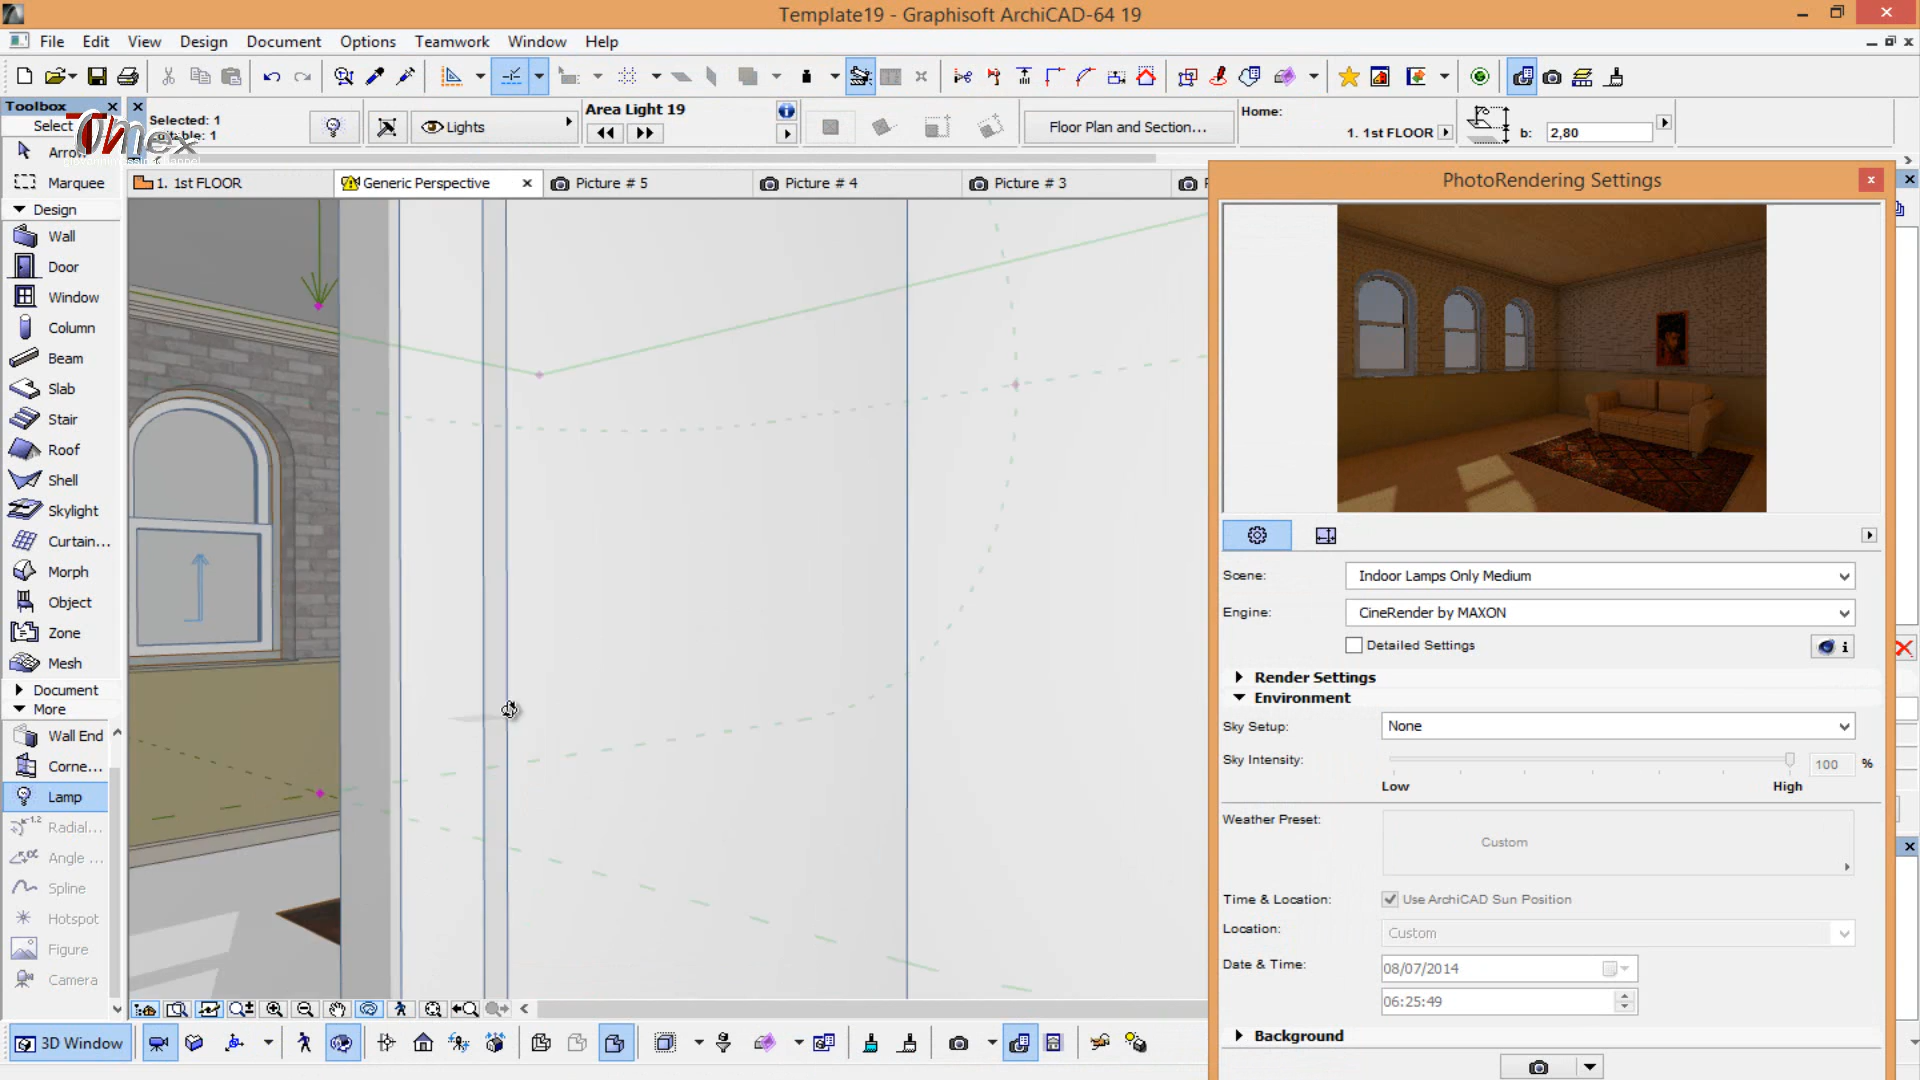 Template19 - Graphisoft ArchiCAD-64 19
File Edit View Design Document Options Teamwork Window Help
Toolbox
Select
Selected: 1
Lights
Area Light 19
Floor Plan and Section...
Home:
1. 1st FLOOR
b: 2,80
Tmex
Arrow
Marquee
1. 1st FLOOR
Generic Perspective
Picture # 5
Picture # 4
Picture # 3
Design
Wall
Door
Window
Column
Beam
Slab
Stair
Roof
Shell
Skylight
Curtain...
Morph
Object
Zone
Mesh
Document
More
Wall End
Corne...
Lamp
Radial...
Angle ...
Spline
Hotspot
Figure
Camera
3D Window
PhotoRendering Settings
Scene: Indoor Lamps Only Medium
Engine: CineRender by MAXON
Detailed Settings
Render Settings
Environment
Sky Setup: None
Sky Intensity: 100 %
Low High
Weather Preset: Custom
Time & Location: Use ArchiCAD Sun Position
Location: Custom
Date & Time: 08/07/2014
06:25:49
Background